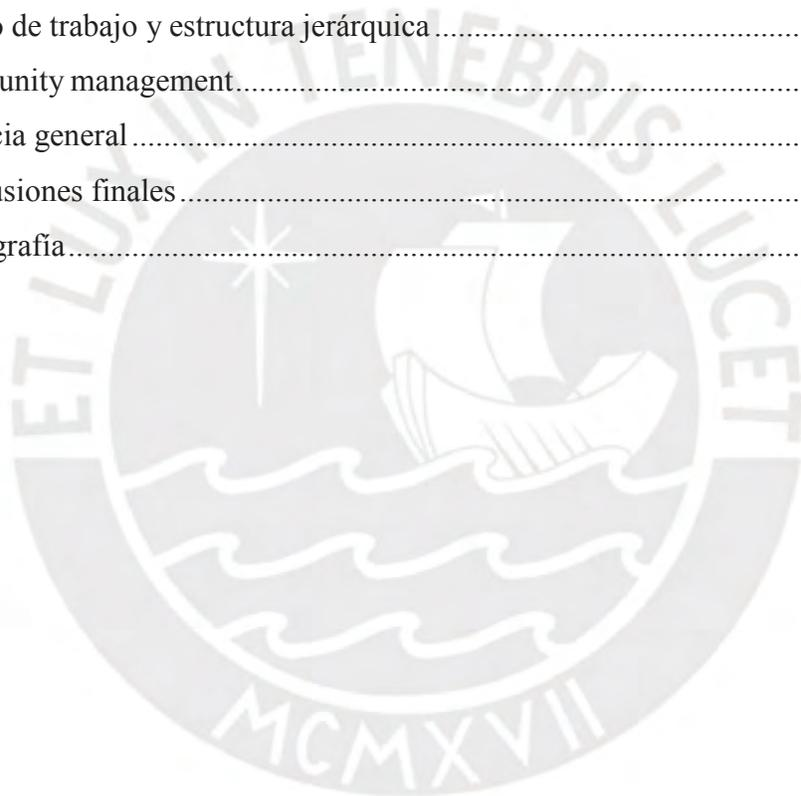 o de trabajo y estructura jerárquica ................................................
unity management........................................................................
cia general ...................................................................................
usiones finales .............................................................................
grafía............................................................................................
ET LUX IN TENEBRIS LUCET
MCMXVII